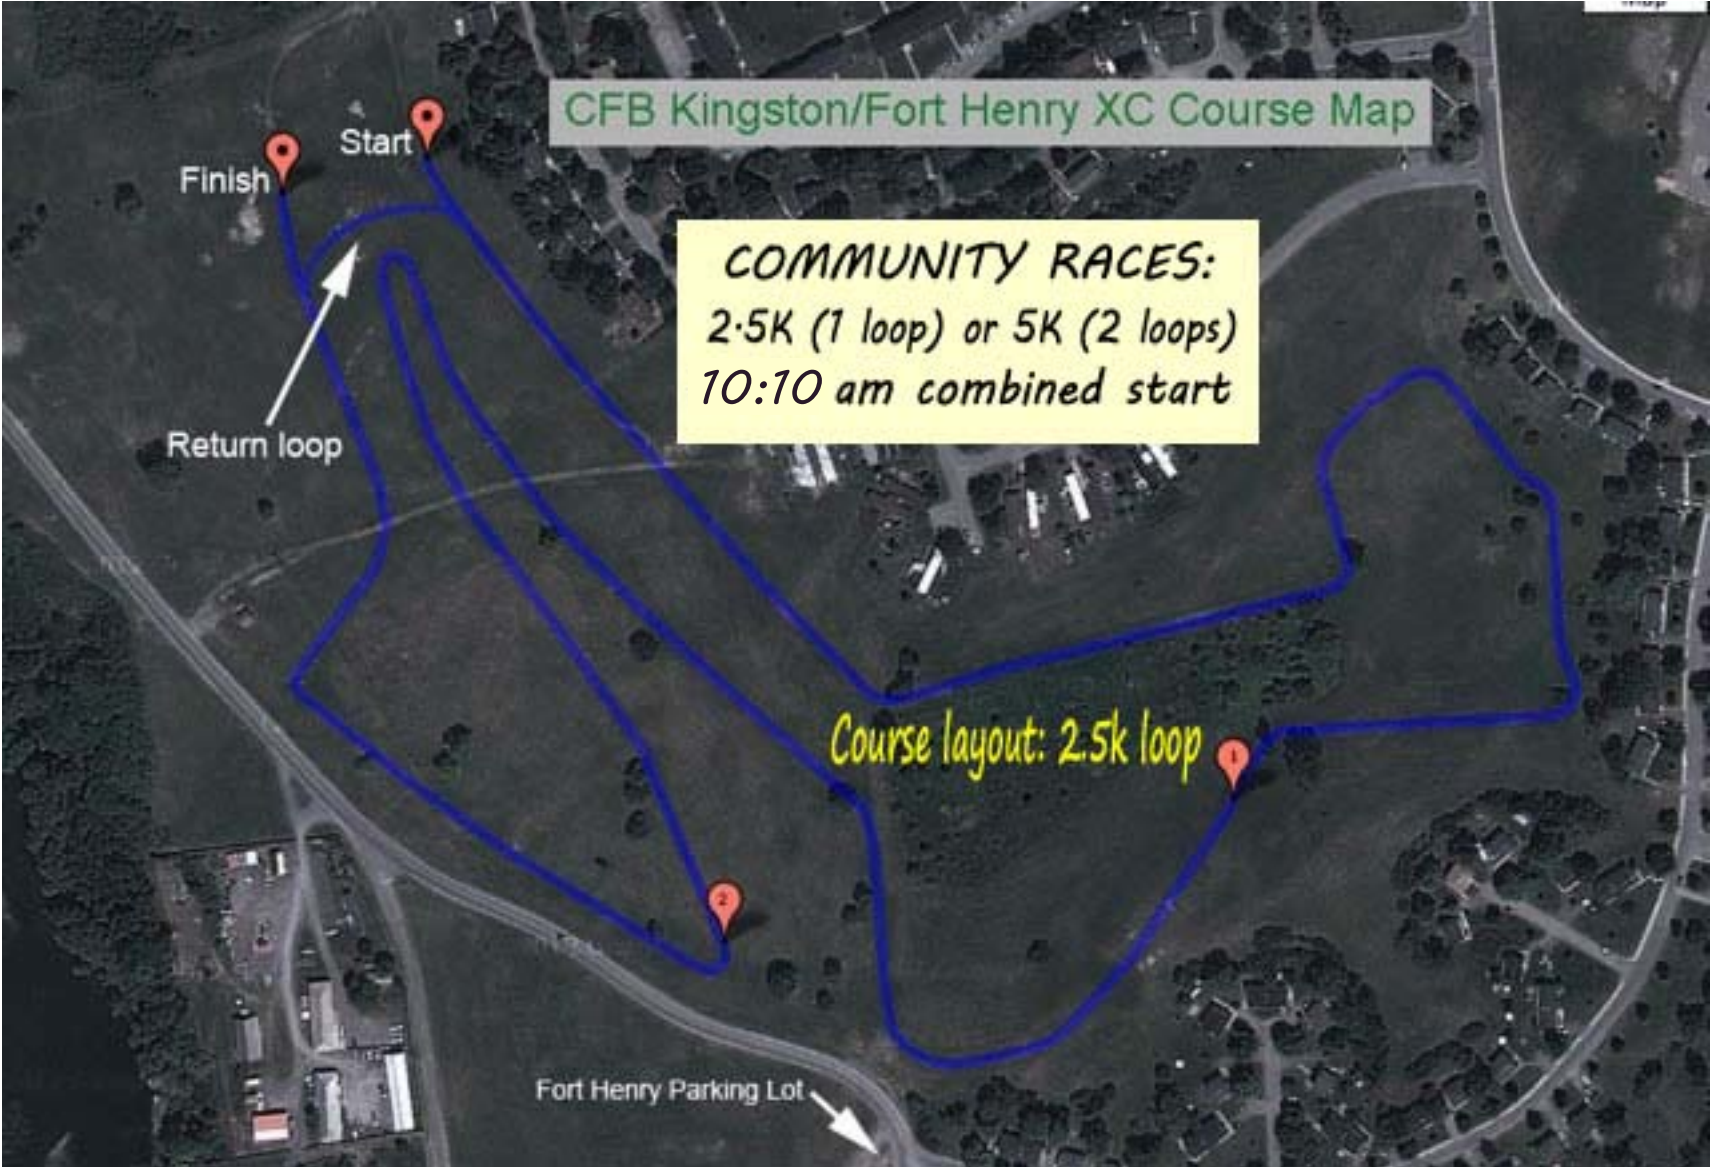 Map
CFB Kingston/Fort Henry XC Course Map
Start
Finish
COMMUNITY RACES:
2.5K (1 loop) or 5K (2 loops)
10:10 am combined start
Return loop
Course layout: 2.5k loop
1
2
Fort Henry Parking Lot